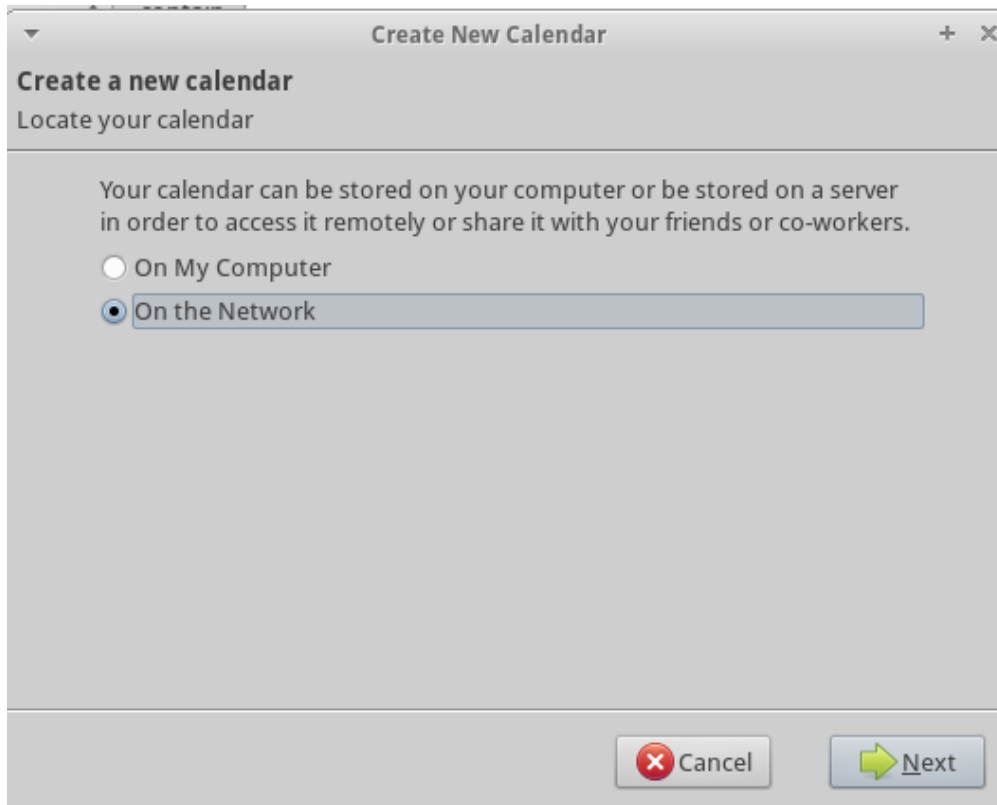 Create New Calendar
Create a new calendar
Locate your calendar
Your calendar can be stored on your computer or be stored on a server
in order to access it remotely or share it with your friends or co-workers.
On My Computer
On the Network
Cancel
Next